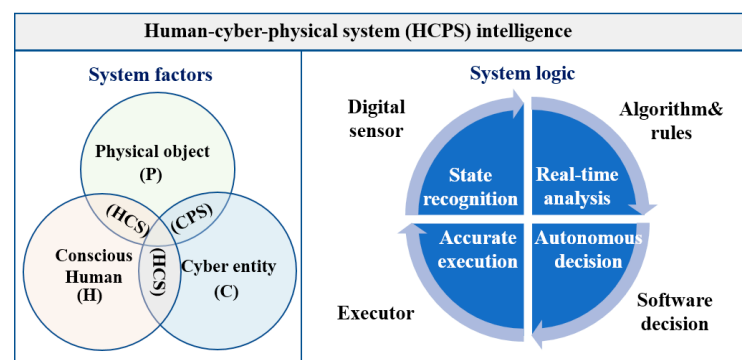 Human-cyber-physical system (HCPS) intelligence
System factors
Physical object
(P)
(HCS)
(CPS)
Conscious
Human
(H)
(HCS)
Cyber entity
(C)
System logic
Digital
sensor
Algorithm&
rules
State
recognition
Real-time
analysis
Accurate
execution
Autonomous
decision
Executor
Software
decision